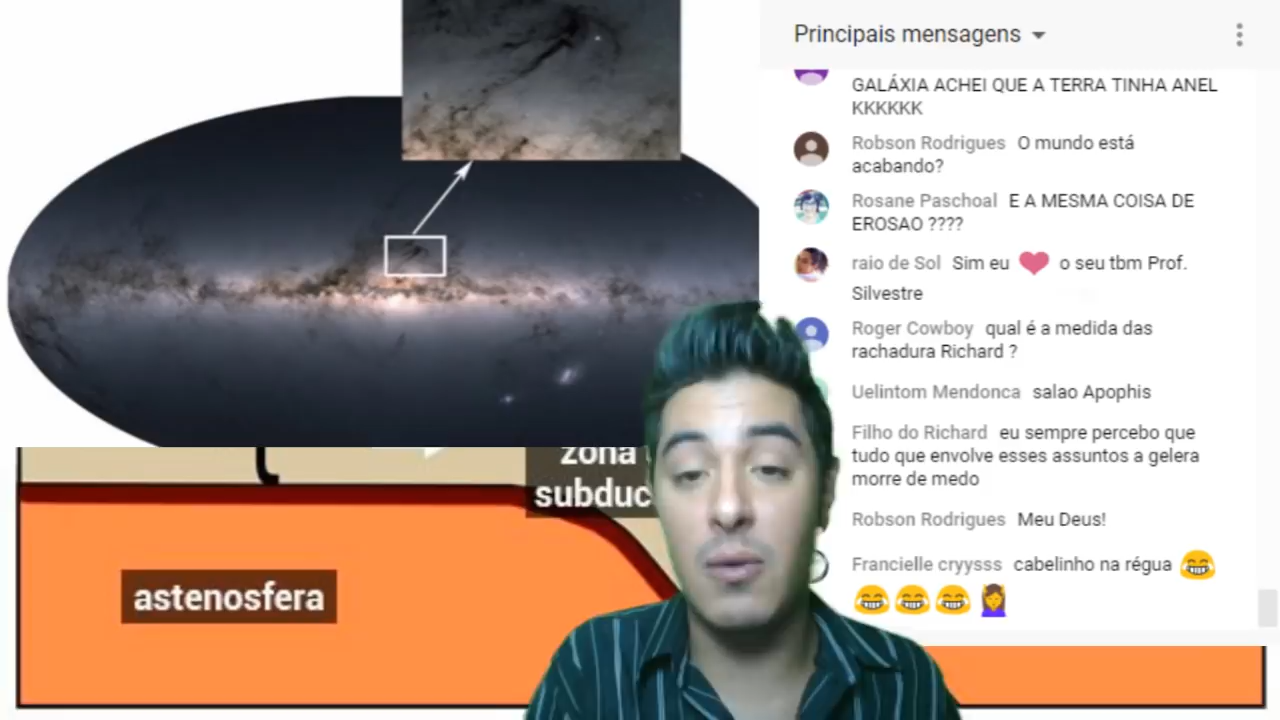 Principais mensagens
GALÁXIA ACHEI QUE A TERRA TINHA ANEL
KKKKKK
Robson Rodrigues O mundo está
acabando?
Rosane Paschoal E A MESMA COISA DE
EROSAO ????
raio de Sol Sim eu ❤ o seu tbm Prof.
Silvestre
Roger Cowboy qual é a medida das
rachadura Richard ?
Uelintom Mendonca salao Apophis
Filho do Richard eu sempre percebo que
tudo que envolve esses assuntos a gelera
morre de medo
Robson Rodrigues Meu Deus!
Francielle cryysss cabelinho na régua 😂
😂😂😂🤦‍♀️
zona
subduc
astenosfera